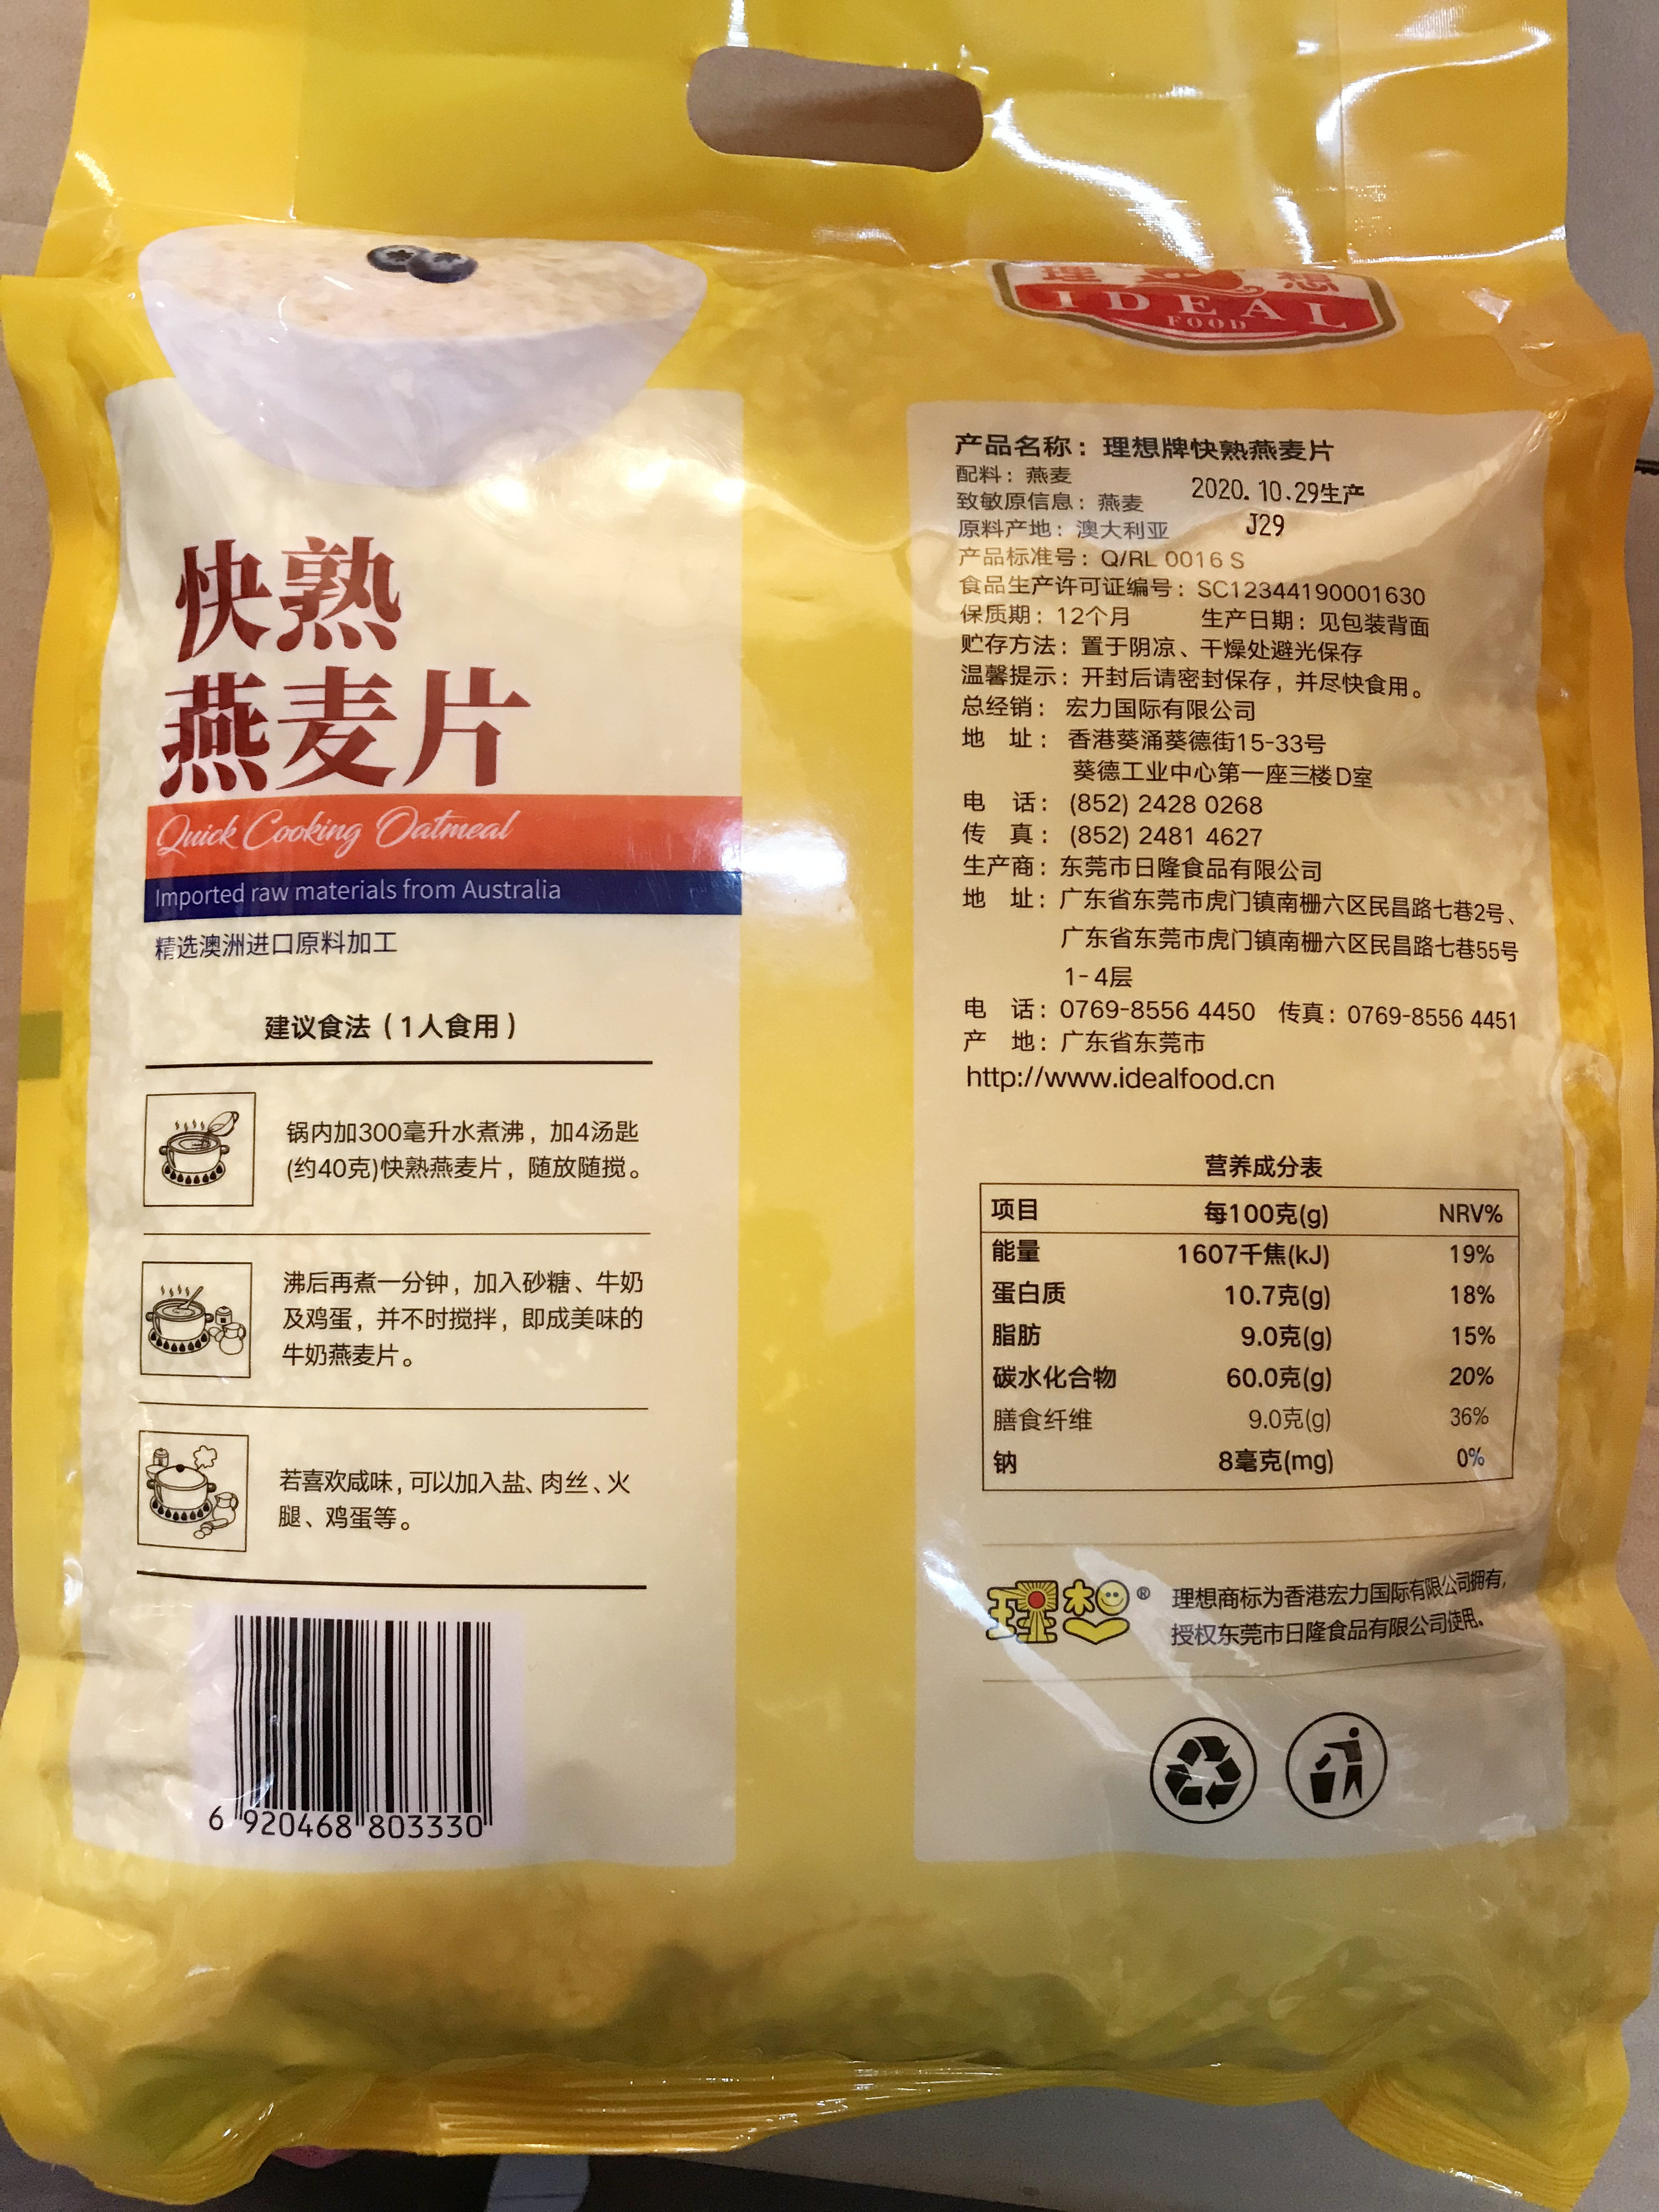 理想
IDEAL
FOOD
快熟
燕麦片
Quick Cooking Oatmeal
Imported raw materials from Australia
精选澳洲进口原料加工
建议食法（1人食用）
锅内加300毫升水煮沸，加4汤匙
(约40克)快熟燕麦片，随放随搅。
沸后再煮一分钟，加入砂糖、牛奶
及鸡蛋，并不时搅拌，即成美味的
牛奶燕麦片。
若喜欢咸味，可以加入盐、肉丝、火
腿、鸡蛋等。
6 920468 803330
产品名称：理想牌快熟燕麦片
配料：燕麦
2020.10.29生产
致敏原信息：燕麦
J29
原料产地：澳大利亚
产品标准号：Q/RL 0016 S
食品生产许可证编号：SC12344190001630
保质期：12个月 生产日期：见包装背面
贮存方法：置于阴凉、干燥处避光保存
温馨提示：开封后请密封保存，并尽快食用。
总经销：宏力国际有限公司
地 址：香港葵涌葵德街15-33号
葵德工业中心第一座三楼D室
电 话：(852) 2428 0268
传 真：(852) 2481 4627
生产商：东莞市日隆食品有限公司
地 址：广东省东莞市虎门镇南栅六区民昌路七巷2号、
广东省东莞市虎门镇南栅六区民昌路七巷55号
1-4层
电 话：0769-8556 4450 传真：0769-8556 4451
产 地：广东省东莞市
http://www.idealfood.cn
营养成分表
项目 每100克(g) NRV%
能量 1607千焦(kJ) 19%
蛋白质 10.7克(g) 18%
脂肪 9.0克(g) 15%
碳水化合物 60.0克(g) 20%
膳食纤维 9.0克(g) 36%
钠 8毫克(mg) 0%
理想® 理想商标为香港宏力国际有限公司拥有，
授权东莞市日隆食品有限公司使用。